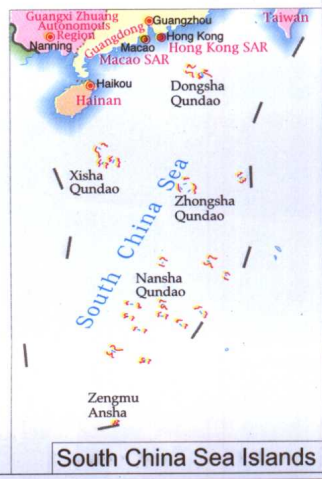 Guangxi Zhuang
Autonomous
Region
Nanning
Guangdong
Guangzhou
Macao
Hong Kong
Hong Kong SAR
Macao SAR
Taiwan
Haikou
Hainan
Dongsha
Qundao
Xisha
Qundao
Zhongsha
Qundao
South China Sea
Nansha
Qundao
Zengmu
Ansha
South China Sea Islands